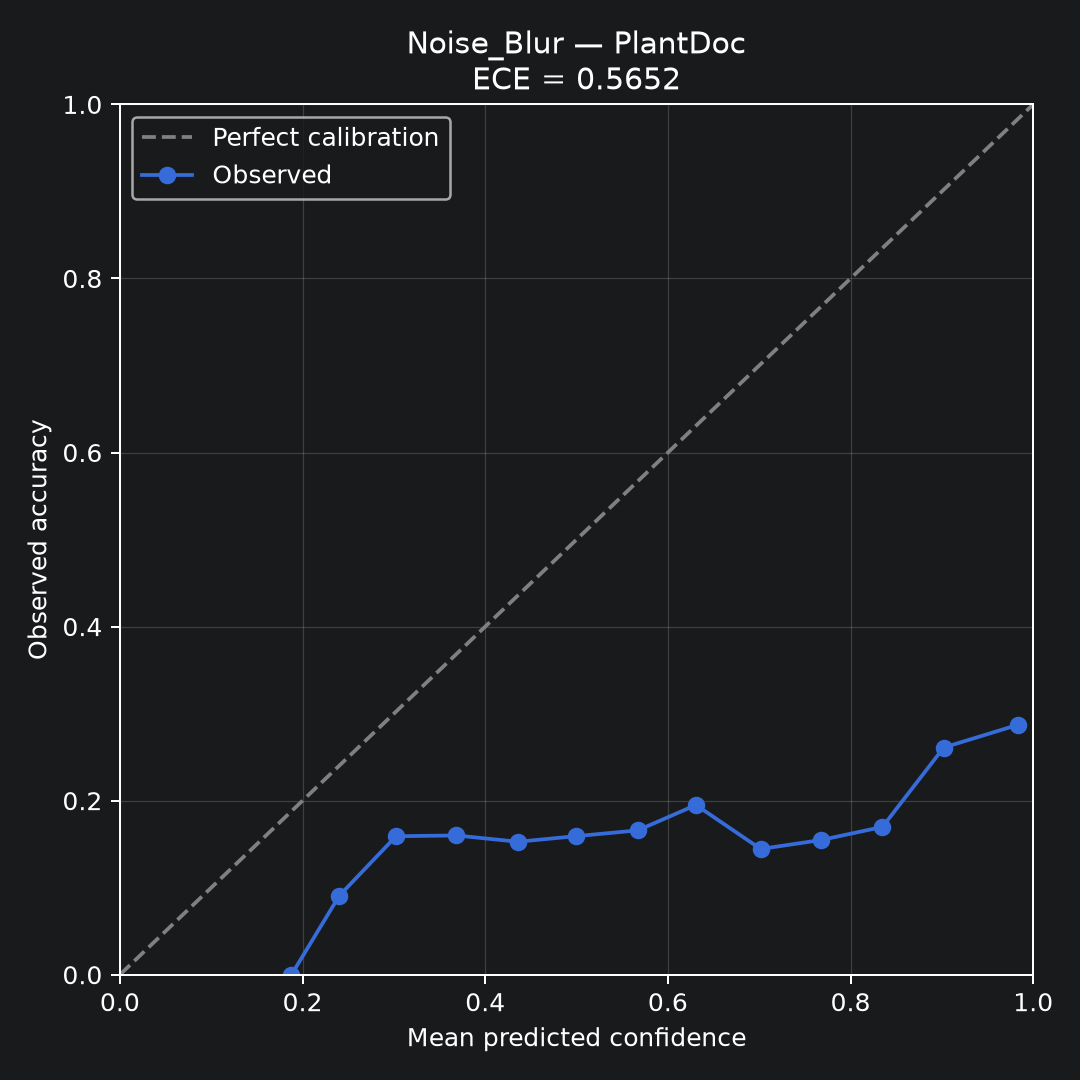 Noise_Blur — PlantDoc
ECE = 0.5652
Perfect calibration
Observed
1.0
0.8
0.6
0.4
0.2
0.0
Observed accuracy
0.0 0.2 0.4 0.6 0.8 1.0
Mean predicted confidence